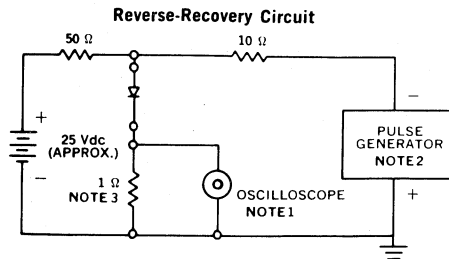 Reverse-Recovery Circuit
50 Ω
10 Ω
+
25 Vdc
(APPROX.)
−
1 Ω
NOTE 3
OSCILLOSCOPE
NOTE 1
−
PULSE
GENERATOR
NOTE 2
+